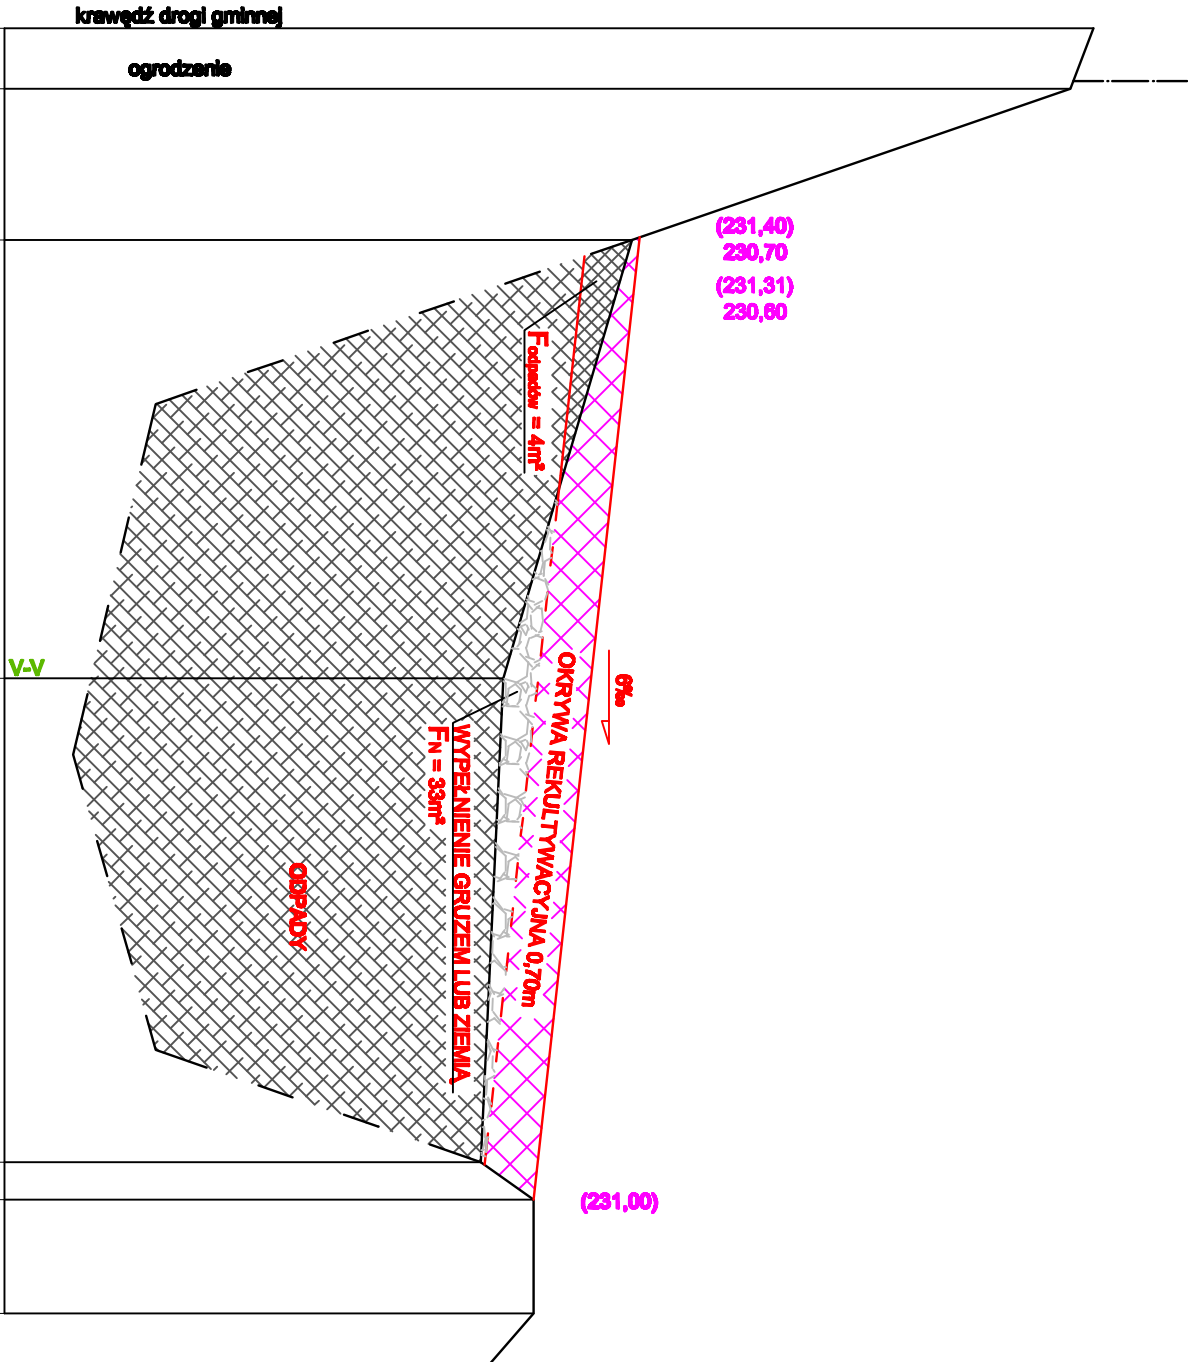 krawędź drogi gminnej
ogrodzenie
(231,40)
230,70
(231,31)
230,60
Fodpadów = 4m²
V-V
6‰
OKRYWA REKULTYWACYJNA 0,70m
WYPEŁNIENIE GRUZEM LUB ZIEMIĄ
FN = 33m²
ODPADY
(231,00)